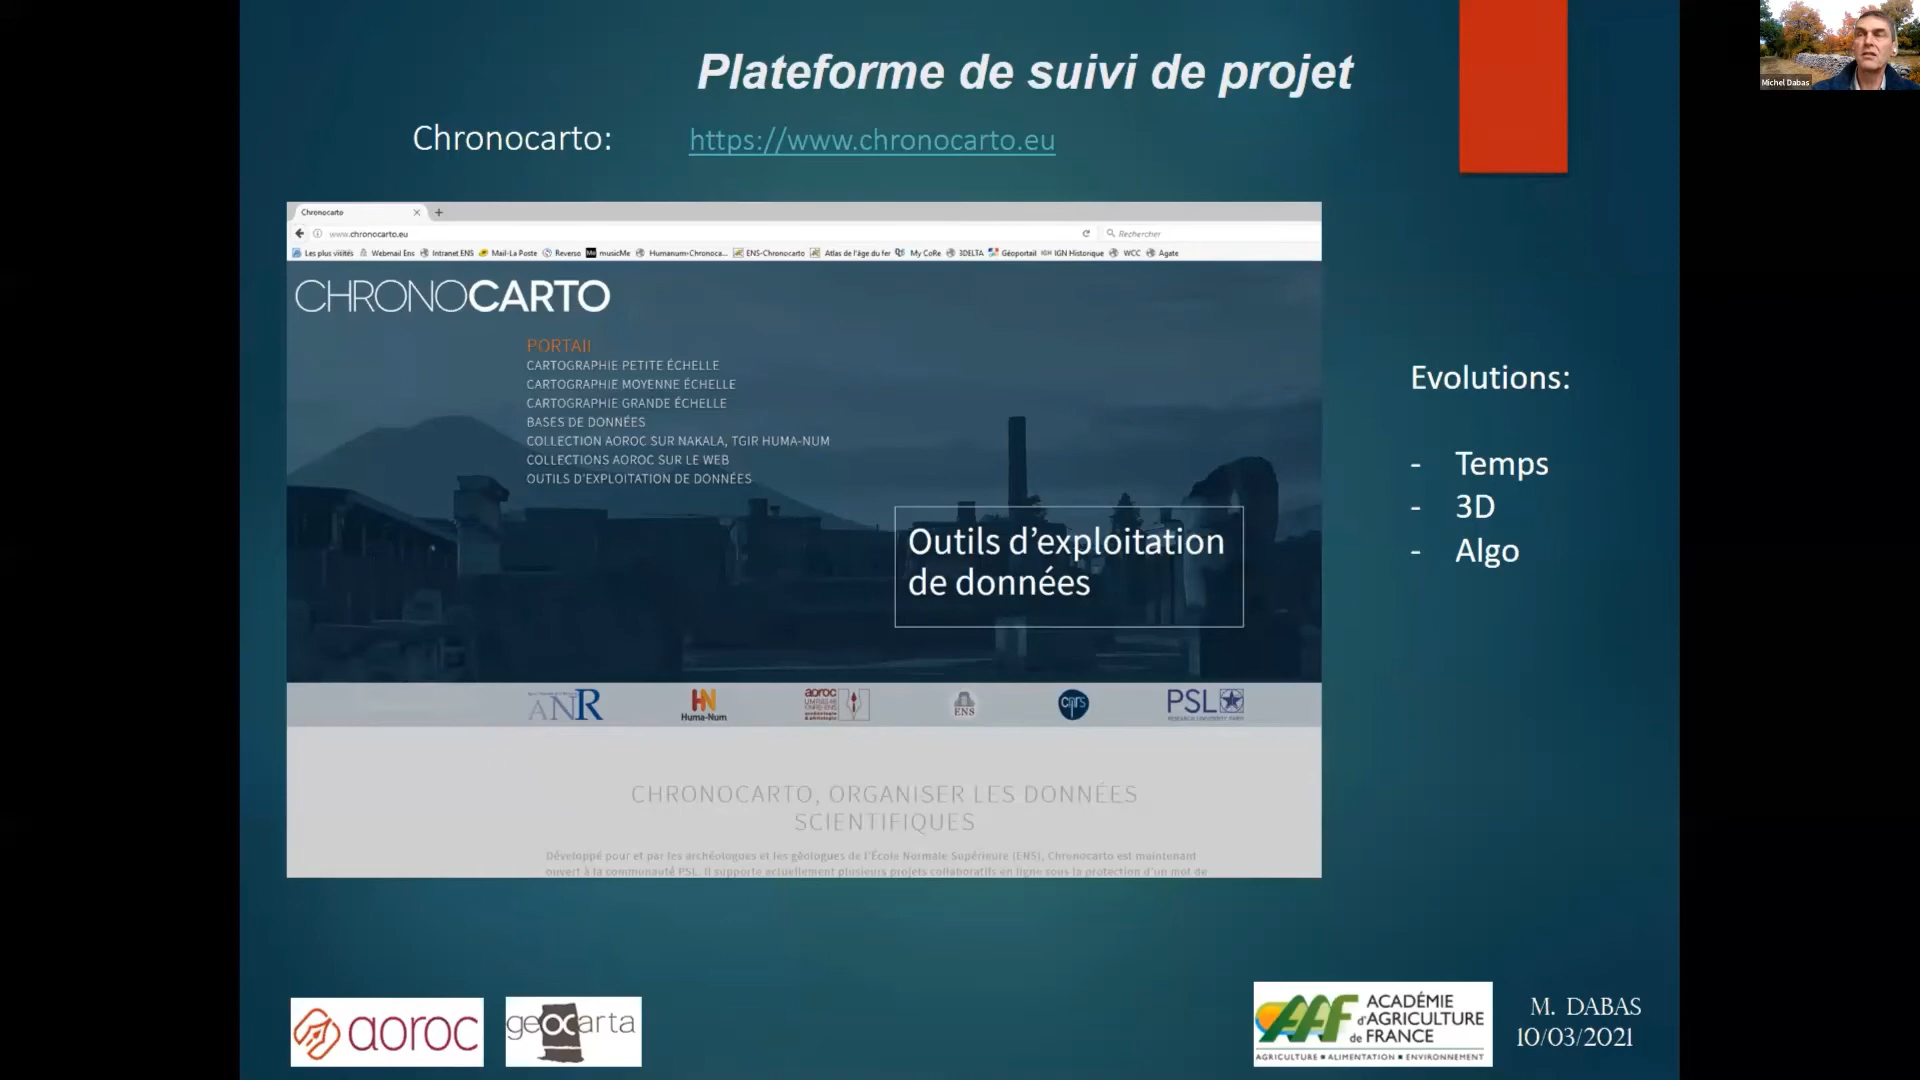 Plateforme de suivi de projet
Michel Dabas
Chronocarto: https://www.chronocarto.eu
Chronocarto
www.chronocarto.eu
Rechercher
Les plus visités Webmail Ens Intranet ENS Mail-La Poste Reverso musicMe Humanum-Chronoca... ENS-Chronocarto Atlas de l'âge du fer My CoRe 3DELTA Géoportail IGN Historique WCC Agate
CHRONOCARTO
PORTAIL
CARTOGRAPHIE PETITE ÉCHELLE
CARTOGRAPHIE MOYENNE ÉCHELLE
CARTOGRAPHIE GRANDE ÉCHELLE
BASES DE DONNÉES
COLLECTION AOROC SUR NAKALA, TGIR HUMA-NUM
COLLECTIONS AOROC SUR LE WEB
OUTILS D'EXPLOITATION DE DONNÉES
Outils d'exploitation
de données
Evolutions:
- Temps
- 3D
- Algo
ANR
Huma-Num
aoroc
ENS
cnrs
PSL
RESEARCH UNIVERSITY PARIS
CHRONOCARTO, ORGANISER LES DONNÉES
SCIENTIFIQUES
Développé pour et par les archéologues et les géologues de l'École Normale Supérieure (ENS), Chronocarto est maintenant
ouvert à la communauté PSL. Il supporte actuellement plusieurs projets collaboratifs en ligne sous la protection d'un mot de
aoroc
geocarta
AAF
ACADÉMIE
d'AGRICULTURE
de FRANCE
AGRICULTURE ALIMENTATION ENVIRONNEMENT
M. DABAS
10/03/2021